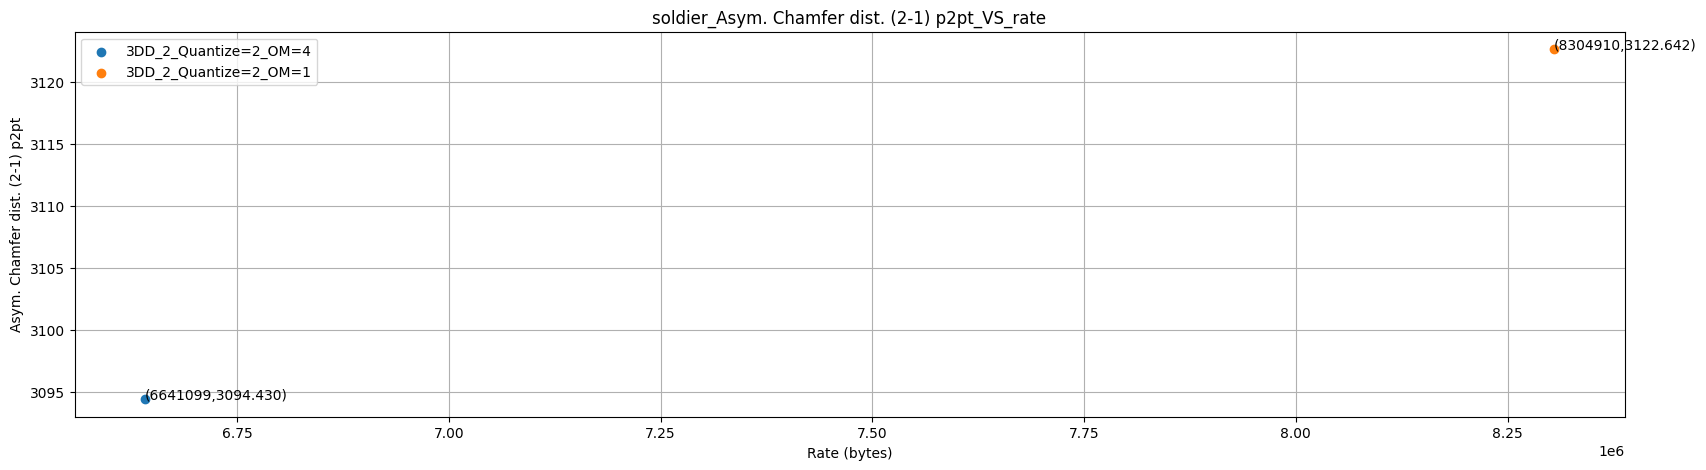 soldier_Asym. Chamfer dist. (2-1) p2pt_VS_rate
3DD_2_Quantize=2_OM=4
3DD_2_Quantize=2_OM=1
(8304910,3122.642)
3120
3115
3110
3105
3100
3095
Asym. Chamfer dist. (2-1) p2pt
(6641099,3094.430)
6.75 7.00 7.25 7.50 7.75 8.00 8.25
Rate (bytes)
1e6